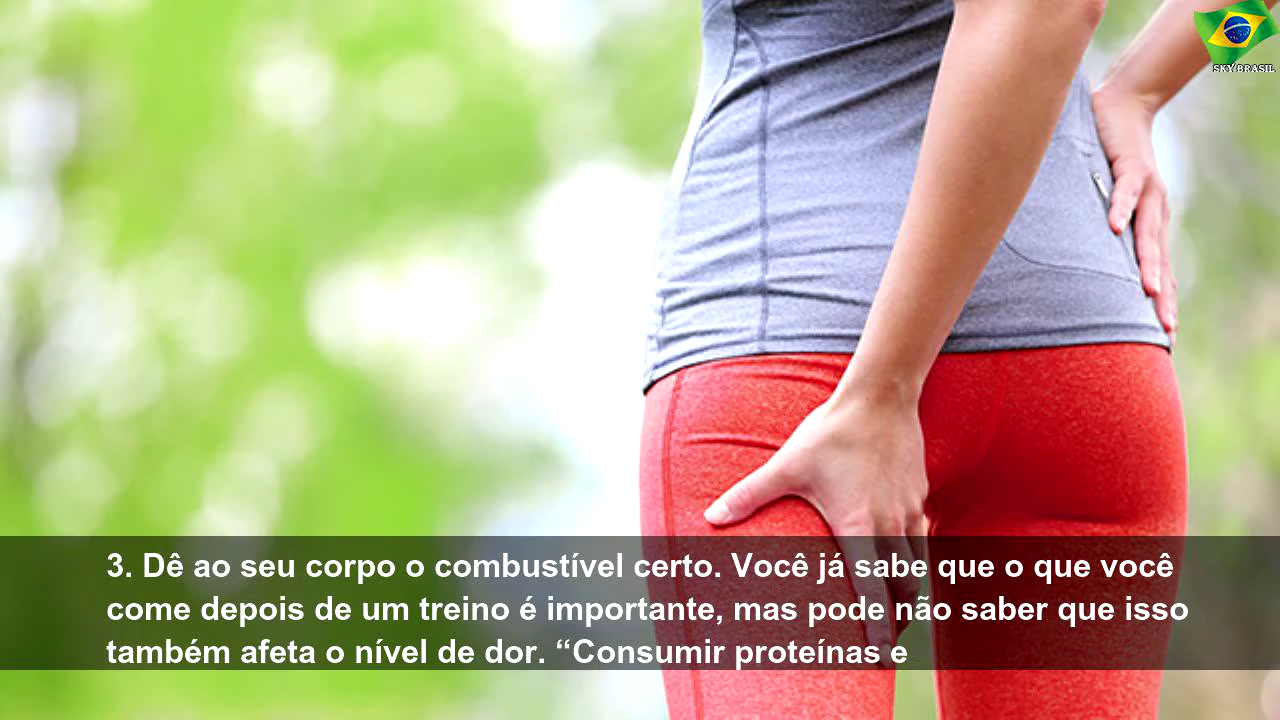 SKY BRASIL
3. Dê ao seu corpo o combustível certo. Você já sabe que o que você
come depois de um treino é importante, mas pode não saber que isso
também afeta o nível de dor. “Consumir proteínas e